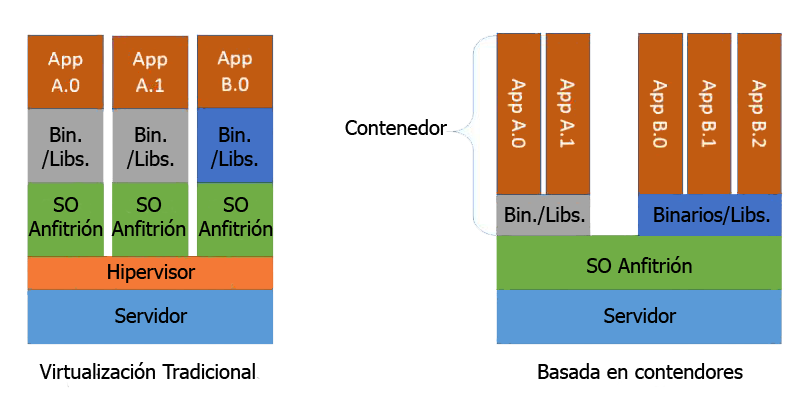 App
A.0
App
A.1
App
B.0
Bin.
/Libs.
Bin.
/Libs.
Bin.
/Libs.
SO
Anfitrión
SO
Anfitrión
SO
Anfitrión
Hipervisor
Servidor
Virtualización Tradicional
Contenedor
App A.0
App A.1
App B.0
App B.1
App B.2
Bin./Libs.
Binarios/Libs.
SO Anfitrión
Servidor
Basada en contendores